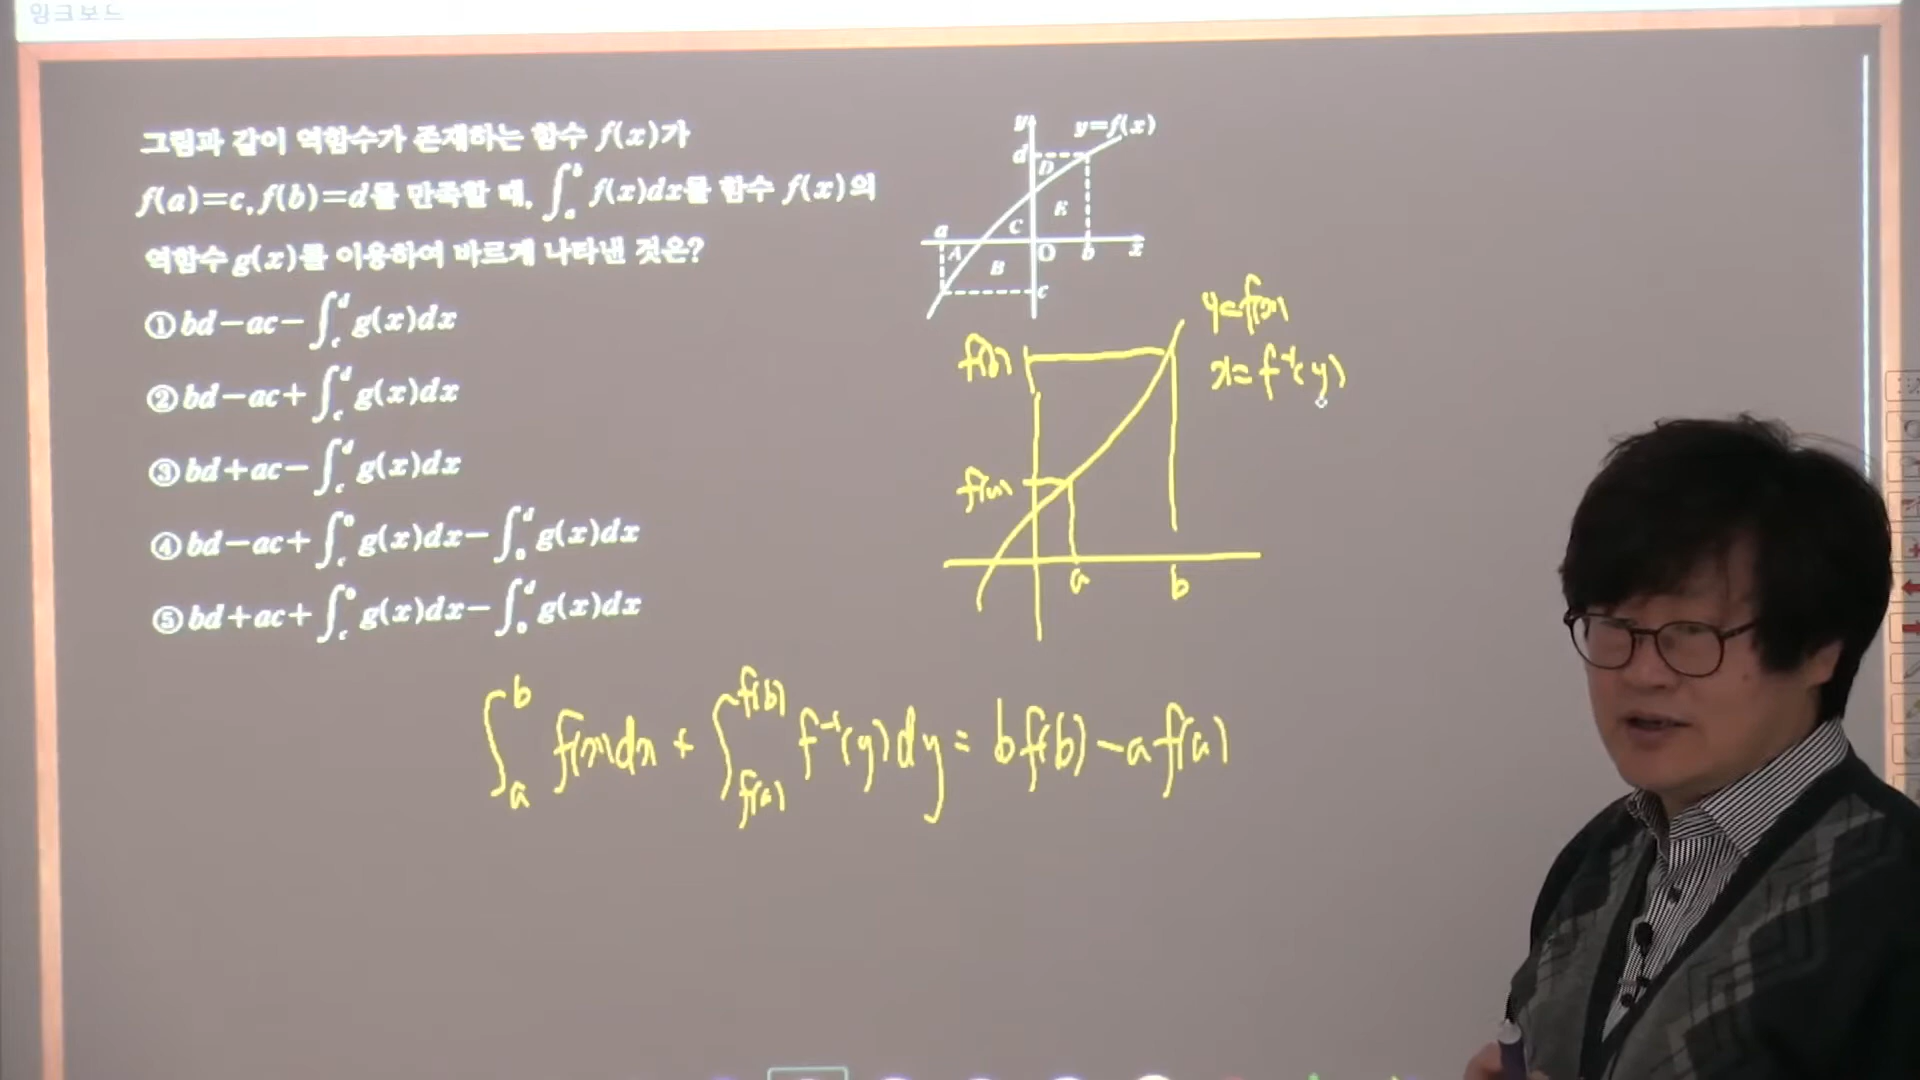 잉크보드
그림과 같이 역함수가 존재하는 함수 f(x)가
f(a)=c, f(b)=d를 만족할 때, ∫_a^b f(x)dx를 함수 f(x)의
역함수 g(x)를 이용하여 바르게 나타낸 것은?
① bd-ac-∫_c^d g(x)dx
② bd-ac+∫_c^d g(x)dx
③ bd+ac-∫_c^d g(x)dx
④ bd-ac+∫_c^0 g(x)dx-∫_0^d g(x)dx
⑤ bd+ac+∫_c^0 g(x)dx-∫_0^d g(x)dx
y y=f(x)
d D
C E
a A B O b x
c
y=f(x)
f(b) x=f^{-1}(y)
f(a)
a b
∫_a^b f(x)dx + ∫_{f(a)}^{f(b)} f^{-1}(y)dy = bf(b)-af(a)